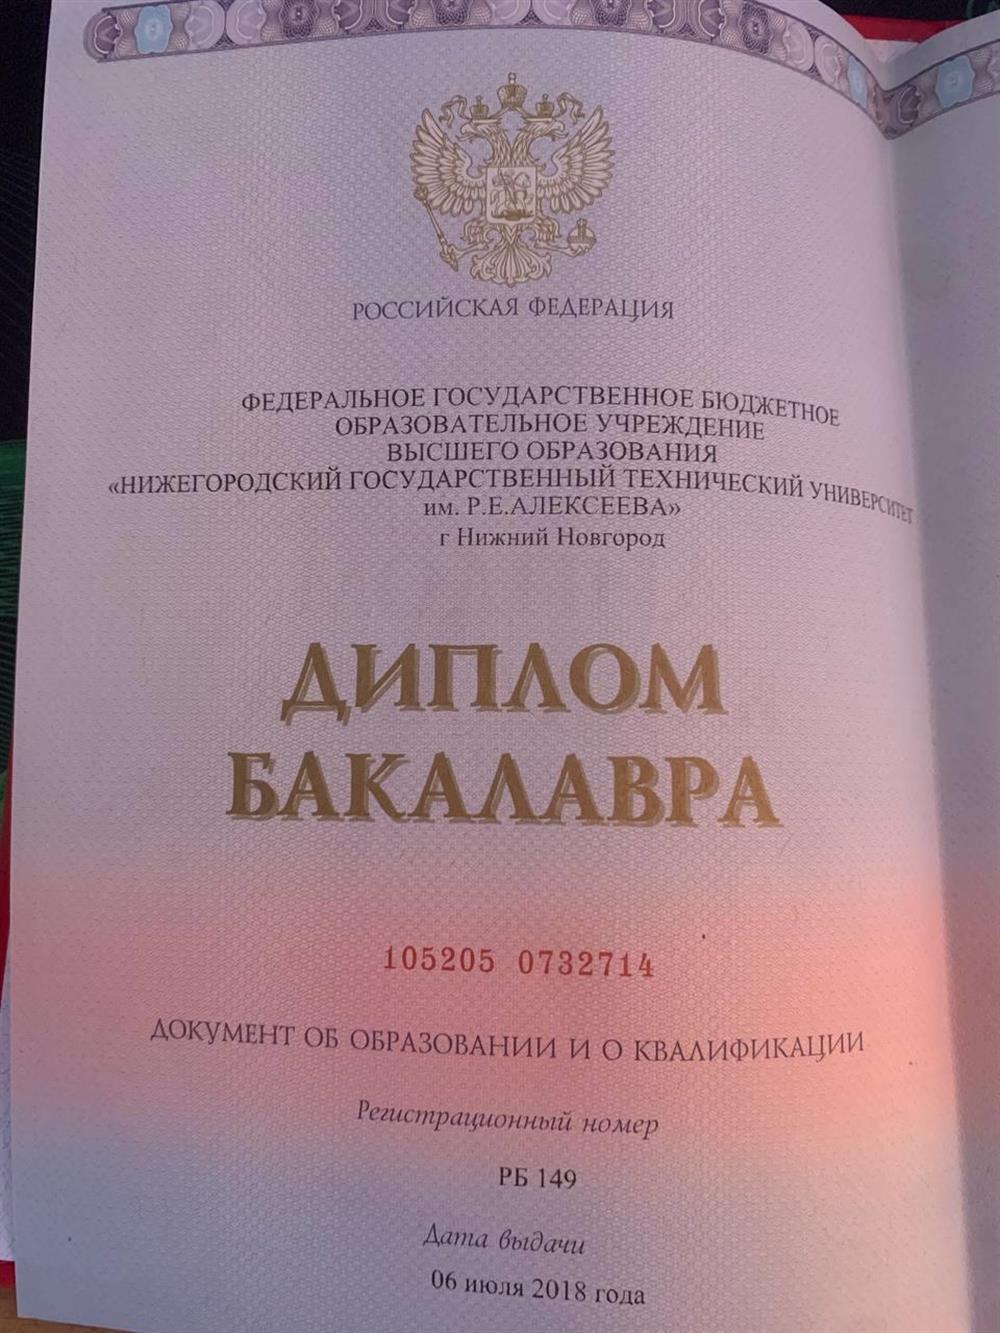 РОССИЙСКАЯ ФЕДЕРАЦИЯ
ФЕДЕРАЛЬНОЕ ГОСУДАРСТВЕННОЕ БЮДЖЕТНОЕ
ОБРАЗОВАТЕЛЬНОЕ УЧРЕЖДЕНИЕ
ВЫСШЕГО ОБРАЗОВАНИЯ
«НИЖЕГОРОДСКИЙ ГОСУДАРСТВЕННЫЙ ТЕХНИЧЕСКИЙ УНИВЕРСИТЕТ
им. Р.Е.АЛЕКСЕЕВА»
г Нижний Новгород
ДИПЛОМ
БАКАЛАВРА
105205 0732714
ДОКУМЕНТ ОБ ОБРАЗОВАНИИ И О КВАЛИФИКАЦИИ
Регистрационный номер
РБ 149
Дата выдачи
06 июля 2018 года